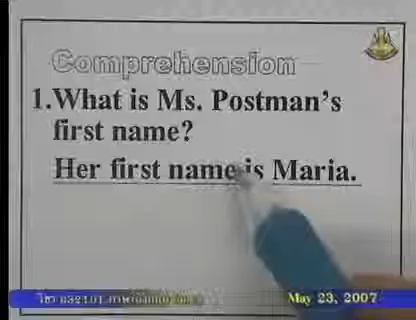 Comprehension
1.What is Ms. Postman's
first name?
Her first name is Maria.
May 23, 2007